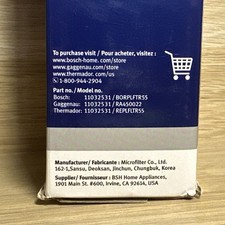 To purchase visit / Pour acheter, visitez :
www.bosch-home.com/store
www.gaggenau.com/store
www.thermador.com/us
1-800-944-2904
Part no. / Model no.
Bosch: 11032531 / BORPLFTR55
Gaggenau: 11032531 / RA450022
Thermador: 11032531 / REPLFLTR55
Manufacturer/ Fabricante : Microfilter Co., Ltd.
162-1,Sansu, Deoksan, Jinchun, Chungbuk, Korea
Supplier / Fournisseur : BSH Home Appliances,
1901 Main St. #600, Irvine, CA 92614, USA